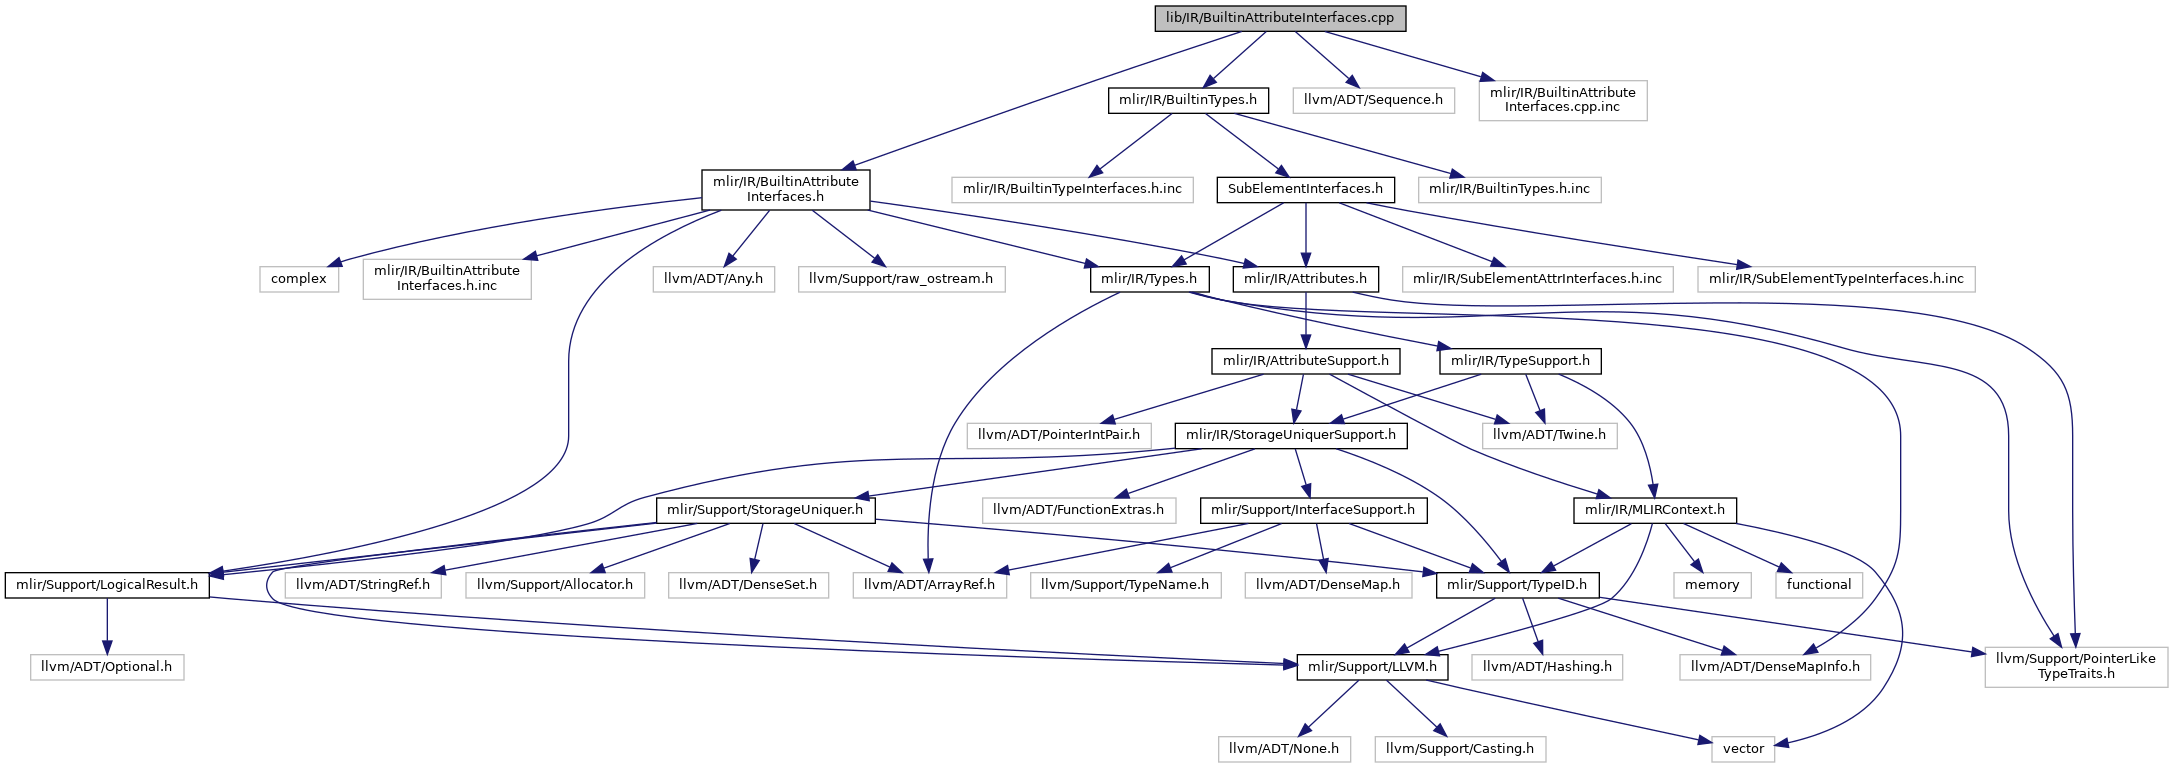 lib/IR/BuiltinAttributeInterfaces.cpp
mlir/IR/BuiltinTypes.h
llvm/ADT/Sequence.h
mlir/IR/BuiltinAttribute
Interfaces.cpp.inc
mlir/IR/BuiltinAttribute
Interfaces.h
mlir/IR/BuiltinTypeInterfaces.h.inc
SubElementInterfaces.h
mlir/IR/BuiltinTypes.h.inc
complex
mlir/IR/BuiltinAttribute
Interfaces.h.inc
llvm/ADT/Any.h
llvm/Support/raw_ostream.h
mlir/IR/Types.h
mlir/IR/Attributes.h
mlir/IR/SubElementAttrInterfaces.h.inc
mlir/IR/SubElementTypeInterfaces.h.inc
mlir/IR/AttributeSupport.h
mlir/IR/TypeSupport.h
llvm/ADT/PointerIntPair.h
mlir/IR/StorageUniquerSupport.h
llvm/ADT/Twine.h
mlir/Support/StorageUniquer.h
llvm/ADT/FunctionExtras.h
mlir/Support/InterfaceSupport.h
mlir/IR/MLIRContext.h
mlir/Support/LogicalResult.h
llvm/ADT/StringRef.h
llvm/Support/Allocator.h
llvm/ADT/DenseSet.h
llvm/ADT/ArrayRef.h
llvm/Support/TypeName.h
llvm/ADT/DenseMap.h
mlir/Support/TypeID.h
memory
functional
llvm/ADT/Optional.h
mlir/Support/LLVM.h
llvm/ADT/Hashing.h
llvm/ADT/DenseMapInfo.h
llvm/Support/PointerLike
TypeTraits.h
llvm/ADT/None.h
llvm/Support/Casting.h
vector